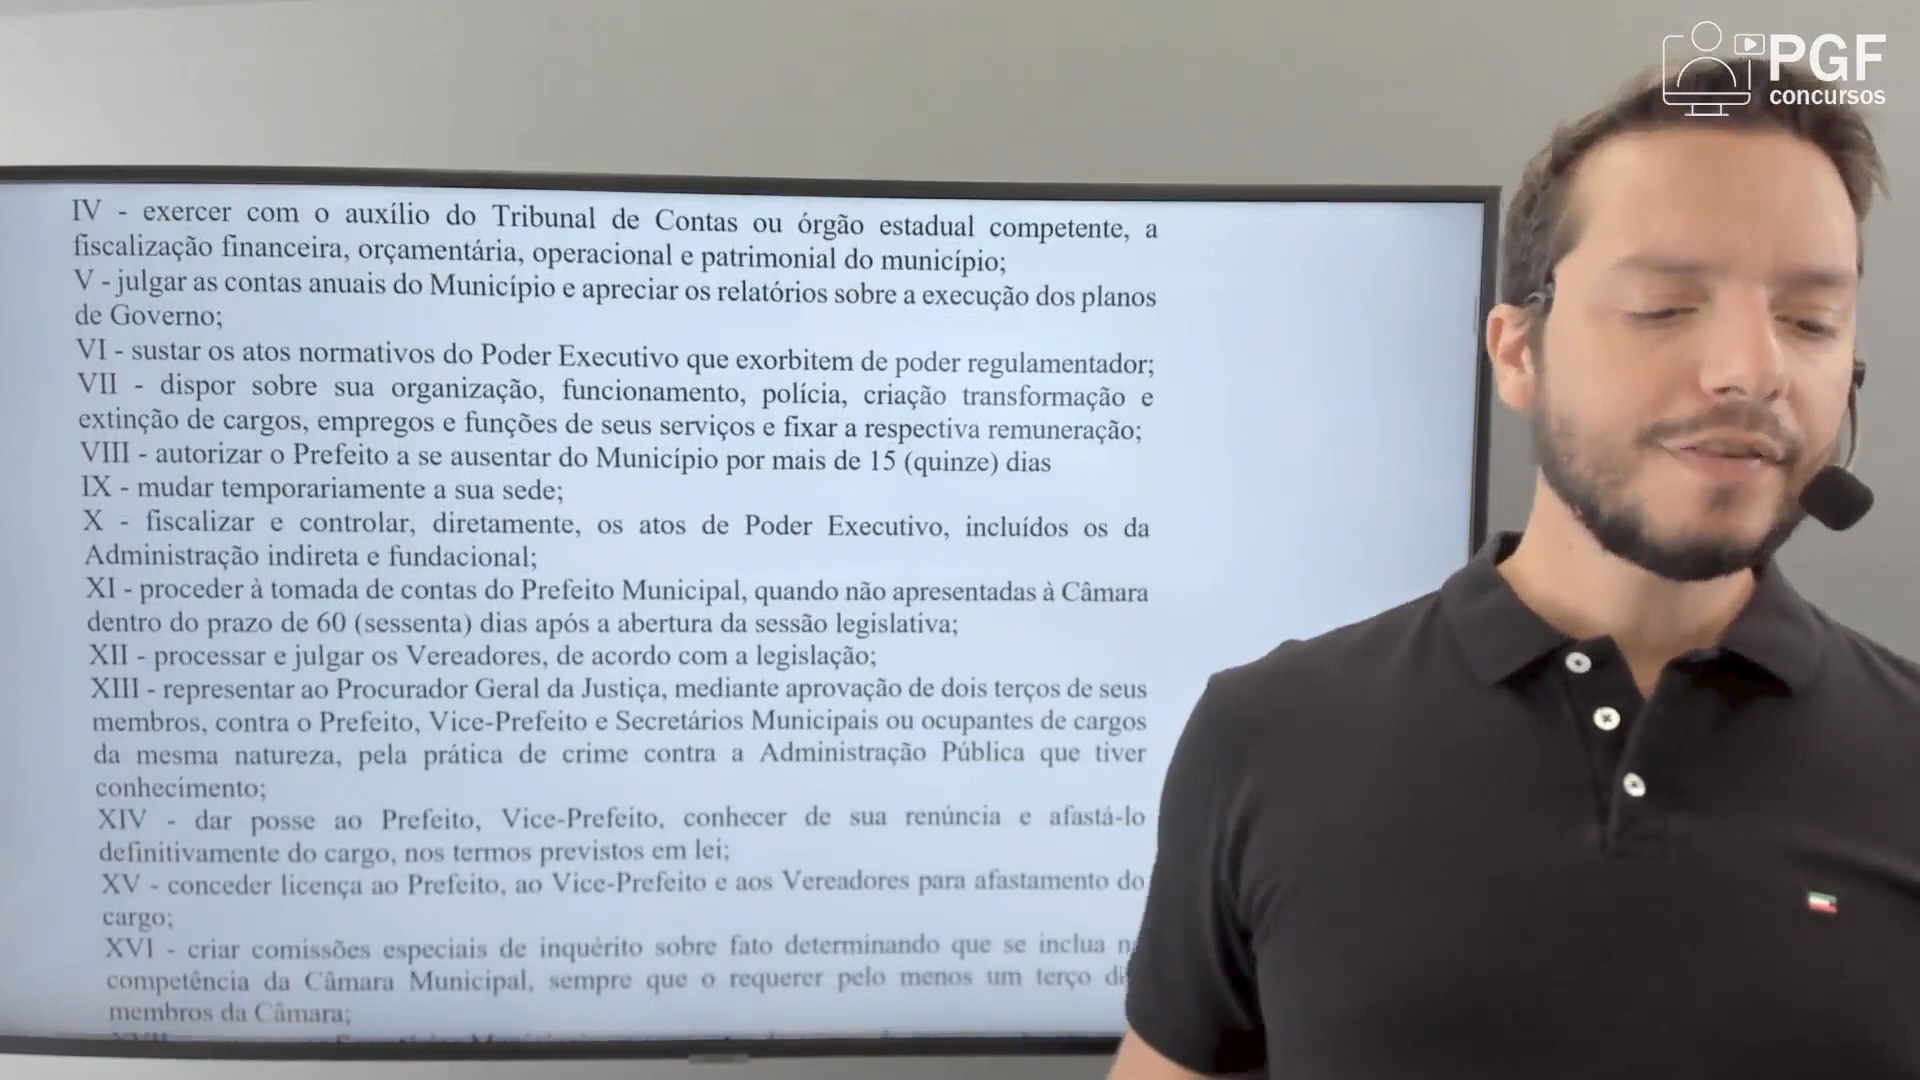 PGF
concursos
IV - exercer com o auxílio do Tribunal de Contas ou órgão estadual competente, a
fiscalização financeira, orçamentária, operacional e patrimonial do município;
V - julgar as contas anuais do Município e apreciar os relatórios sobre a execução dos planos
de Governo;
VI - sustar os atos normativos do Poder Executivo que exorbitem de poder regulamentador;
VII - dispor sobre sua organização, funcionamento, polícia, criação transformação e
extinção de cargos, empregos e funções de seus serviços e fixar a respectiva remuneração;
VIII - autorizar o Prefeito a se ausentar do Município por mais de 15 (quinze) dias
IX - mudar temporariamente a sua sede;
X - fiscalizar e controlar, diretamente, os atos de Poder Executivo, incluídos os da
Administração indireta e fundacional;
XI - proceder à tomada de contas do Prefeito Municipal, quando não apresentadas à Câmara
dentro do prazo de 60 (sessenta) dias após a abertura da sessão legislativa;
XII - processar e julgar os Vereadores, de acordo com a legislação;
XIII - representar ao Procurador Geral da Justiça, mediante aprovação de dois terços de seus
membros, contra o Prefeito, Vice-Prefeito e Secretários Municipais ou ocupantes de cargos
da mesma natureza, pela prática de crime contra a Administração Pública que tiver
conhecimento;
XIV - dar posse ao Prefeito, Vice-Prefeito, conhecer de sua renúncia e afastá-lo
definitivamente do cargo, nos termos previstos em lei;
XV - conceder licença ao Prefeito, ao Vice-Prefeito e aos Vereadores para afastamento do
cargo;
XVI - criar comissões especiais de inquérito sobre fato determinando que se inclua
competência da Câmara Municipal, sempre que o requerer pelo menos um terço
membros da Câmara;